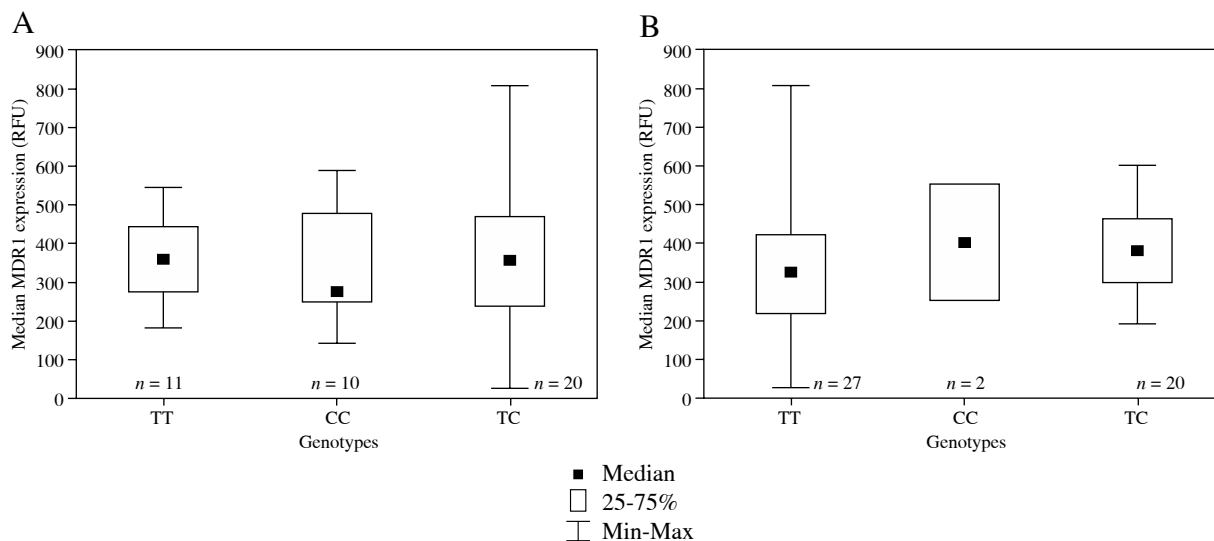 A
Median MDR1 expression (RFU)
900
800
700
600
500
400
300
200
100
0
n = 11
n = 10
n = 20
TT
CC
TC
Genotypes
B
Median MDR1 expression (RFU)
900
800
700
600
500
400
300
200
100
0
n = 27
n = 2
n = 20
TT
CC
TC
Genotypes
Median
25-75%
Min-Max